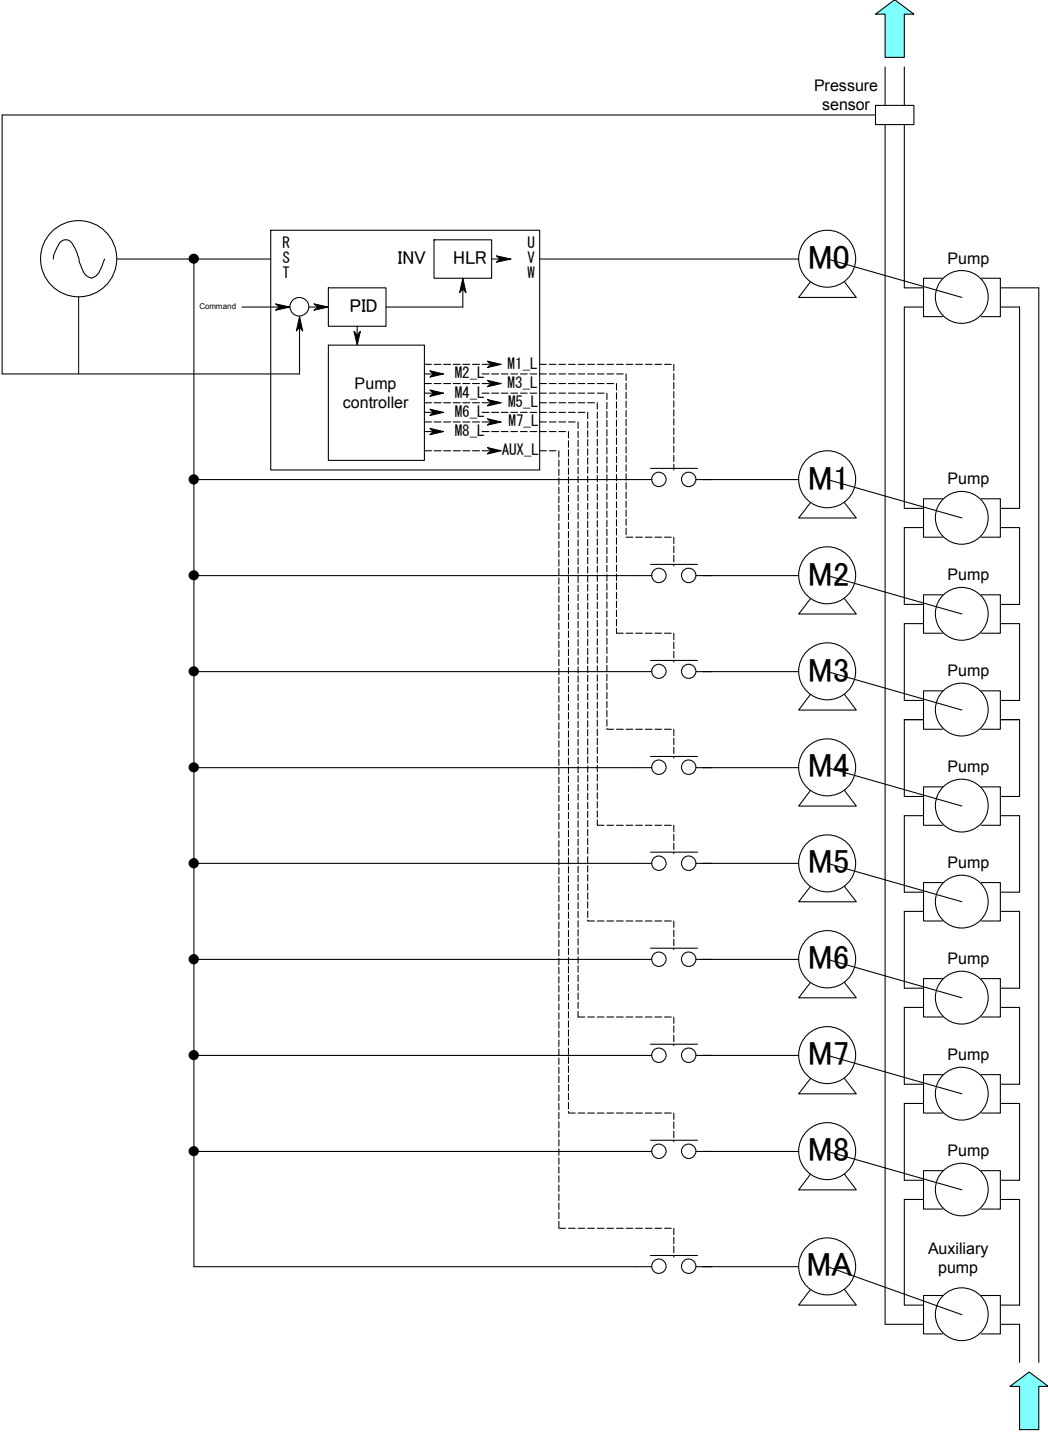 Pressure
sensor
R
S
T
INV
HLR
U
V
W
M0
Pump
Command
PID
Pump
controller
M1_L
M2_L
M3_L
M4_L
M5_L
M6_L
M7_L
M8_L
AUX_L
M1
Pump
M2
Pump
M3
Pump
M4
Pump
M5
Pump
M6
Pump
M7
Pump
M8
Pump
MA
Auxiliary
pump